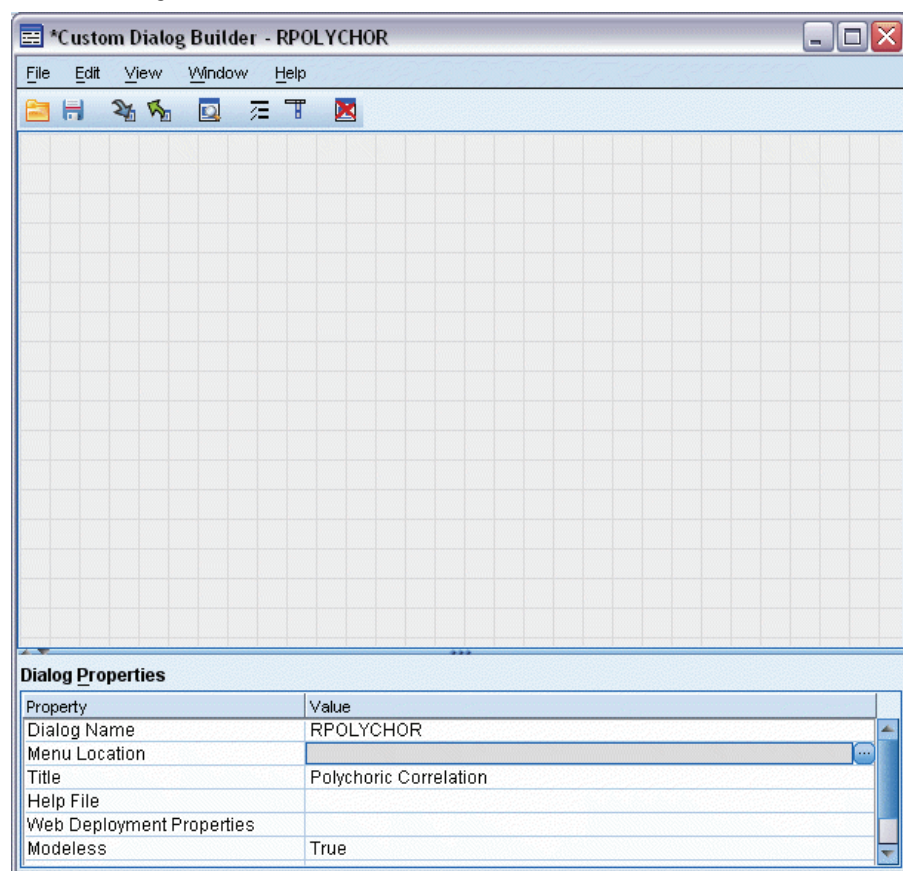 *Custom Dialog Builder - RPOLYCHOR
File Edit View Window Help
Dialog Properties
Property Value
Dialog Name RPOLYCHOR
Menu Location ...
Title Polychoric Correlation
Help File
Web Deployment Properties
Modeless True